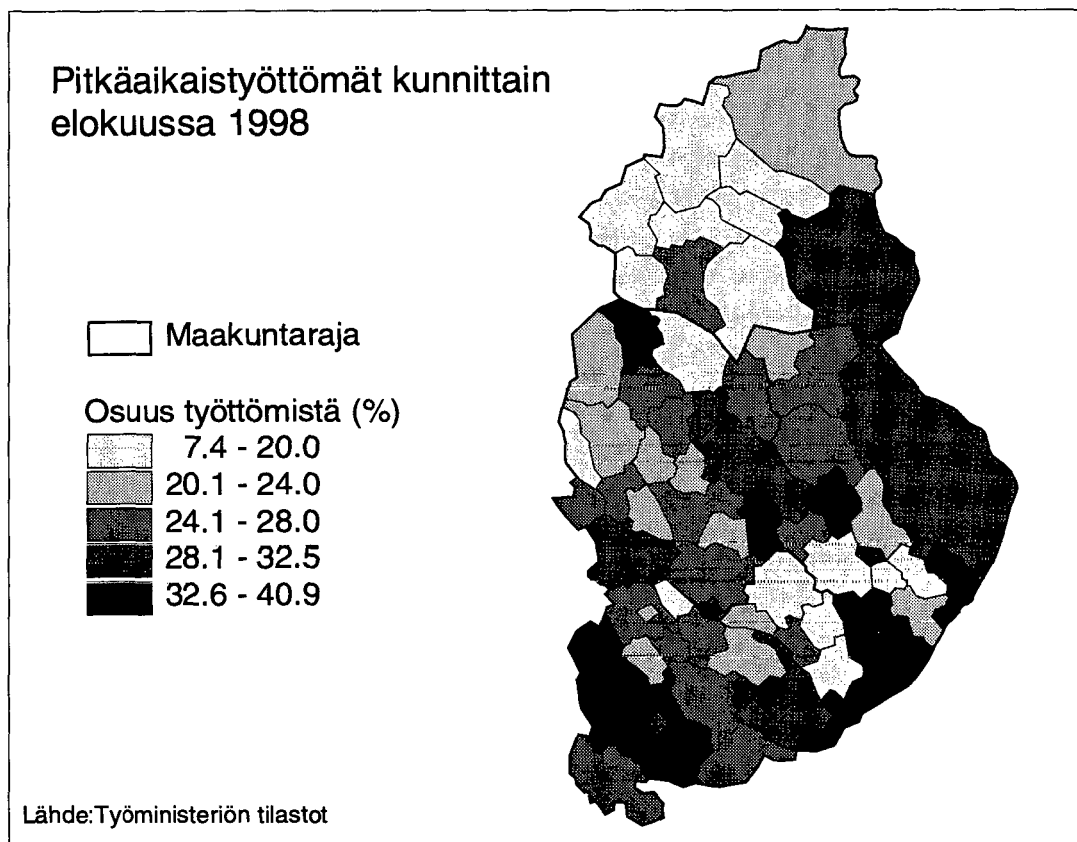 Pitkäaikaistyöttömät kunnittain
elokuussa 1998
Maakuntaraja
Osuus työttömistä (%)
7.4 - 20.0
20.1 - 24.0
24.1 - 28.0
28.1 - 32.5
32.6 - 40.9
Lähde:Työministeriön tilastot